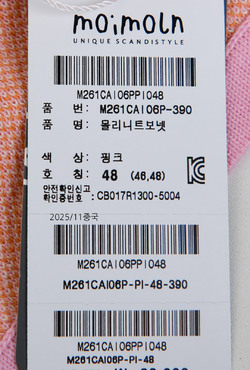 moimoln
UNIQUE SCANDISTYLE
M261CAI06PPI048
품 번: M261CAI06P-390
품 명: 몰리니트보넷
색 상: 핑크
호 칭: 48 (46,48)
안전확인신고
확인증번호 : CB017R1300-5004
2025/11중국
M261CAI06PPI048
M261CAI06P-PI-48-390
M261CAI06PPI048
M261CAI06P-PI-48